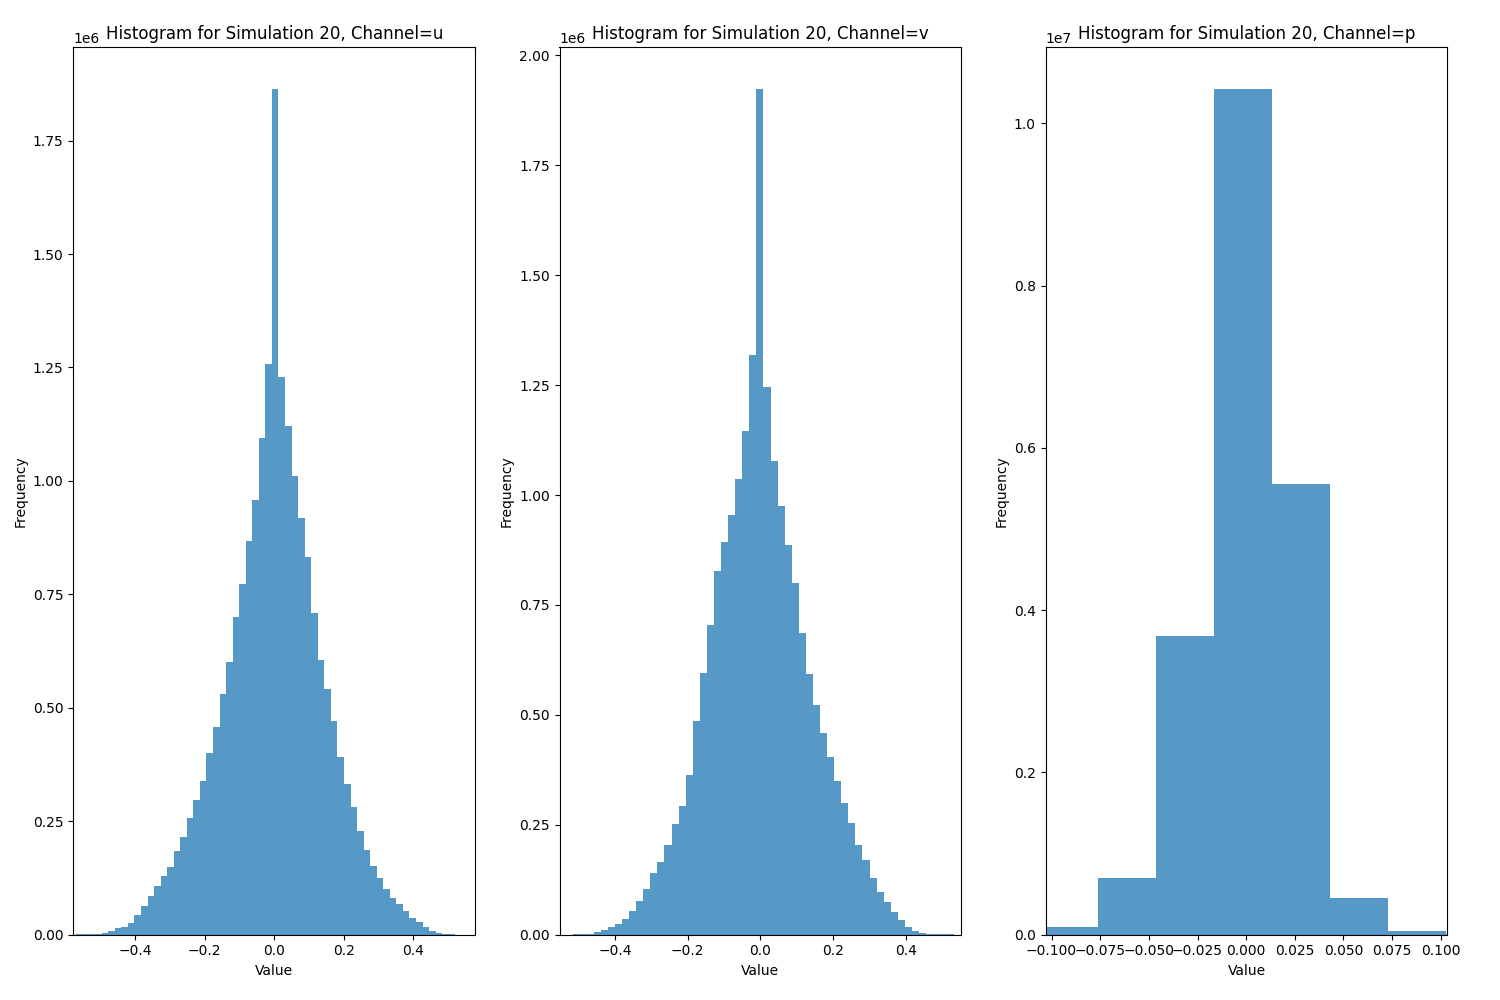 Histogram for Simulation 20, Channel=u
1e6
1.75
1.50
1.25
1.00
0.75
0.50
0.25
0.00
Frequency
−0.4 −0.2 0.0 0.2 0.4
Value
Histogram for Simulation 20, Channel=v
1e6
2.00
1.75
1.50
1.25
1.00
0.75
0.50
0.25
0.00
Frequency
−0.4 −0.2 0.0 0.2 0.4
Value
Histogram for Simulation 20, Channel=p
1e7
1.0
0.8
0.6
0.4
0.2
0.0
Frequency
−0.100 −0.075 −0.050 −0.025 0.000 0.025 0.050 0.075 0.100
Value